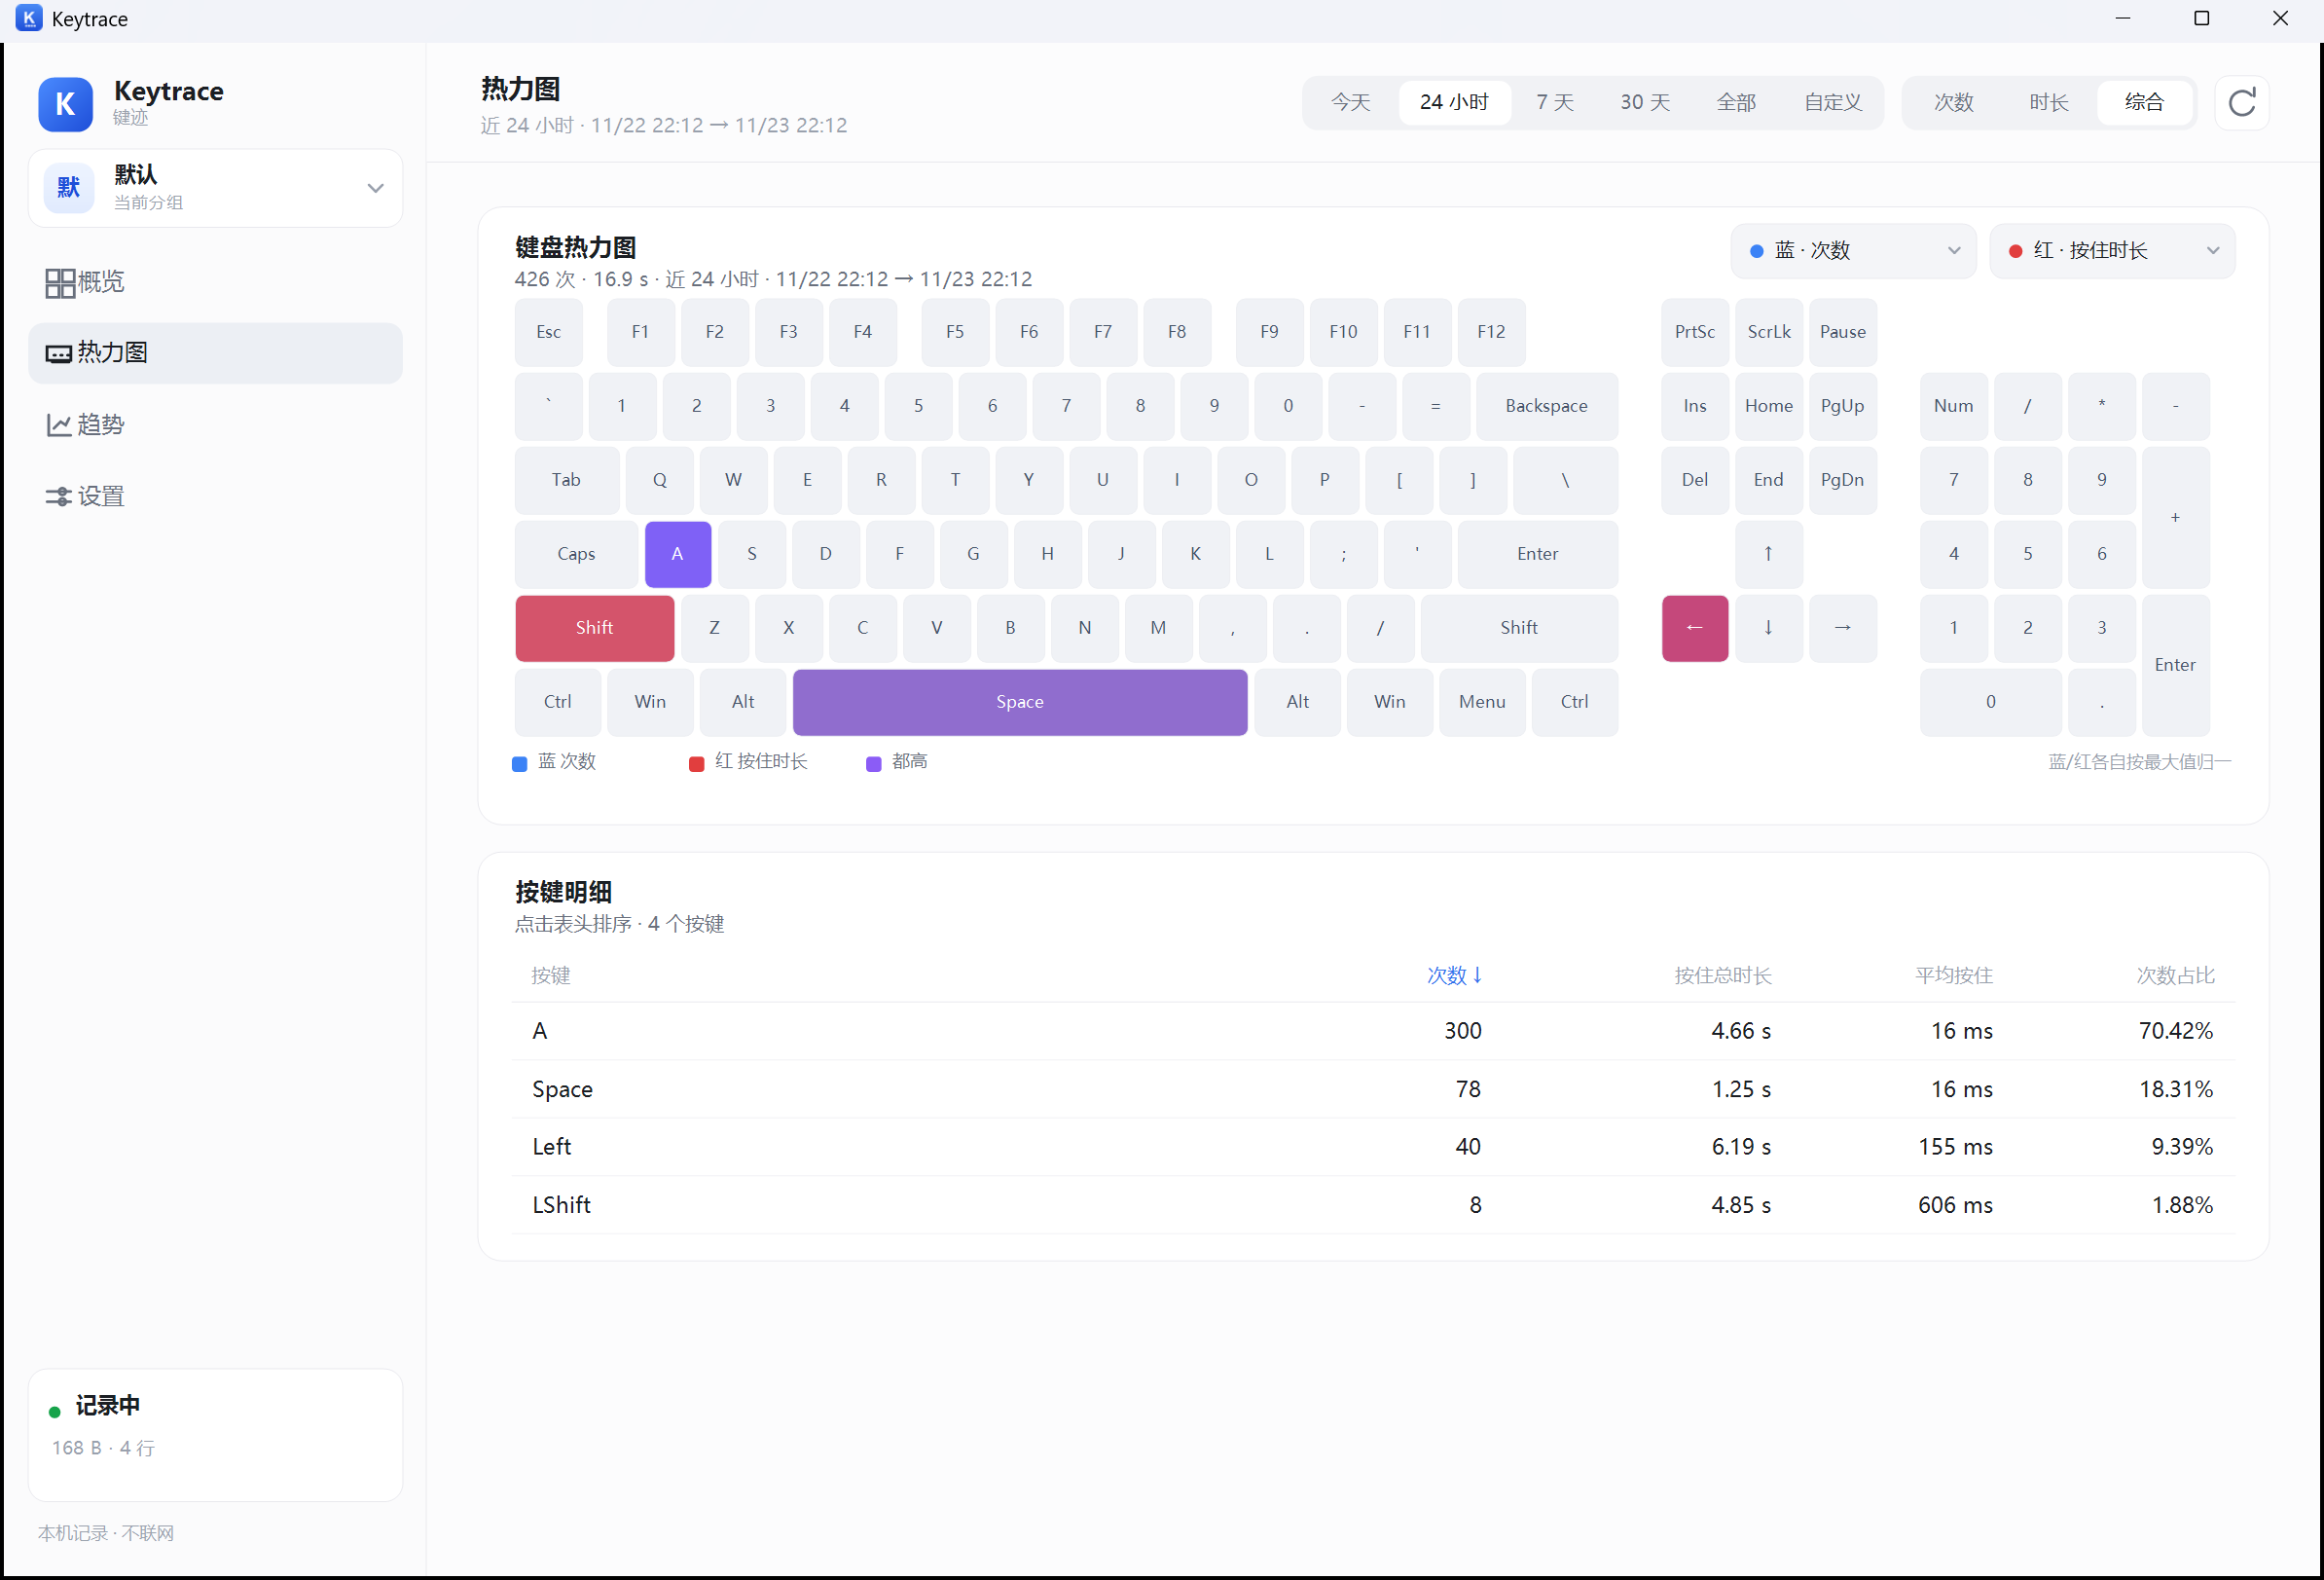 K Keytrace
K Keytrace
键迹
默 默认
当前分组
概览
热力图
趋势
设置
记录中
168 B · 4 行
本机记录 · 不联网
热力图
近 24 小时 · 11/22 22:12 → 11/23 22:12
今天 24 小时 7 天 30 天 全部 自定义 次数 时长 综合
键盘热力图
426 次 · 16.9 s · 近 24 小时 · 11/22 22:12 → 11/23 22:12
蓝 · 次数 红 · 按住时长
Esc F1 F2 F3 F4 F5 F6 F7 F8 F9 F10 F11 F12 PrtSc ScrLk Pause
` 1 2 3 4 5 6 7 8 9 0 - = Backspace Ins Home PgUp Num / * -
Tab Q W E R T Y U I O P [ ] \ Del End PgDn 7 8 9 +
Caps A S D F G H J K L ; ' Enter ↑ 4 5 6
Shift Z X C V B N M , . / Shift ← ↓ → 1 2 3 Enter
Ctrl Win Alt Space Alt Win Menu Ctrl 0 .
蓝 次数 红 按住时长 都高 蓝/红各自按最大值归一
按键明细
点击表头排序 · 4 个按键
按键 次数↓ 按住总时长 平均按住 次数占比
A 300 4.66 s 16 ms 70.42%
Space 78 1.25 s 16 ms 18.31%
Left 40 6.19 s 155 ms 9.39%
LShift 8 4.85 s 606 ms 1.88%